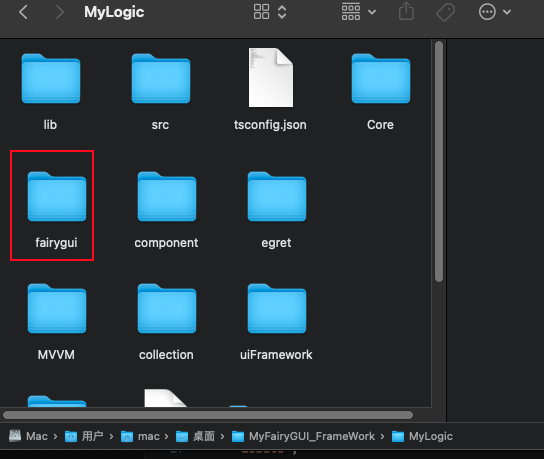 MyLogic
lib src tsconfig.json Core
fairygui component egret
MVVM collection uiFramework
Mac › 用户 › mac › 桌面 › MyFairyGUI_FrameWork › MyLogic